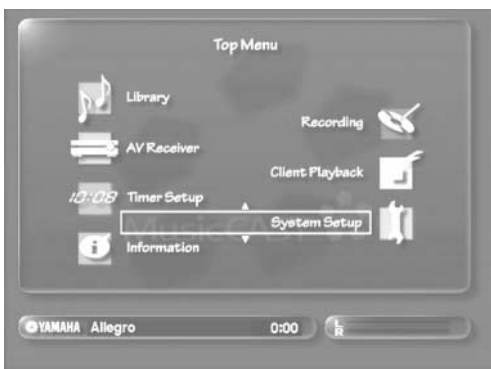 Top Menu
Library
Recording
AV Receiver
Client Playback
10:08 Timer Setup
System Setup
MusicCAST
Information
YAMAHA Allegro 0:00 L
R